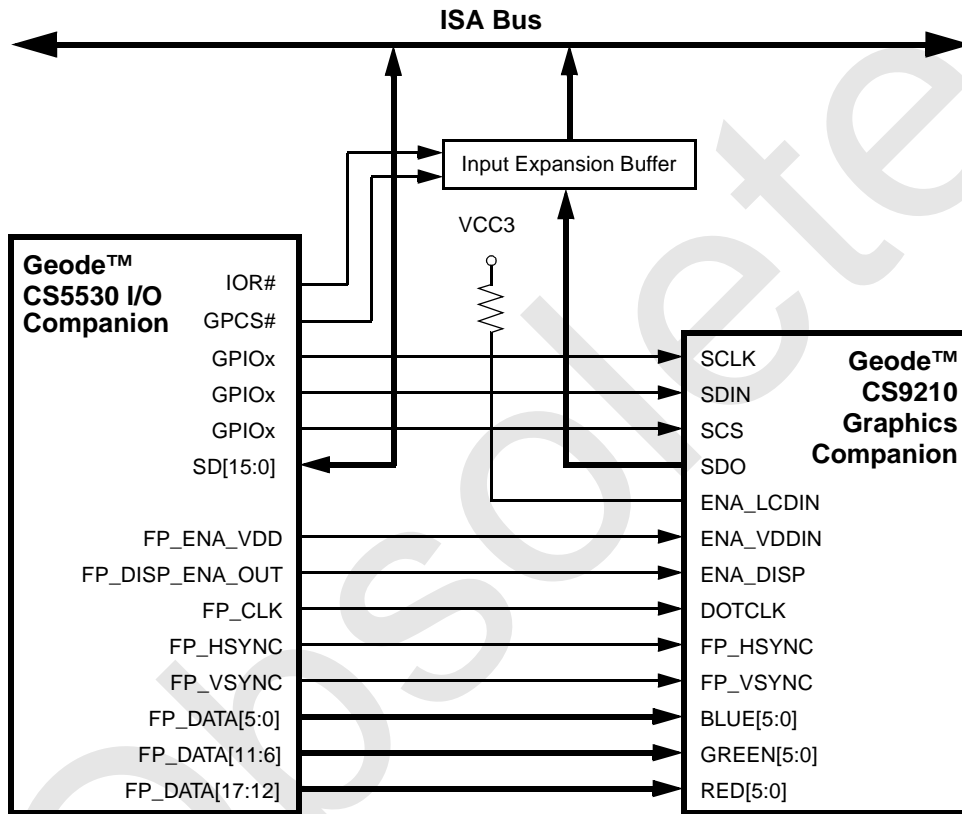 ISA Bus
Input Expansion Buffer
VCC3
Geode™
CS5530 I/O
Companion
IOR#
GPCS#
GPIOx
GPIOx
GPIOx
SD[15:0]
FP_ENA_VDD
FP_DISP_ENA_OUT
FP_CLK
FP_HSYNC
FP_VSYNC
FP_DATA[5:0]
FP_DATA[11:6]
FP_DATA[17:12]
Geode™
CS9210
Graphics
Companion
SCLK
SDIN
SCS
SDO
ENA_LCDIN
ENA_VDDIN
ENA_DISP
DOTCLK
FP_HSYNC
FP_VSYNC
BLUE[5:0]
GREEN[5:0]
RED[5:0]
Obsolete